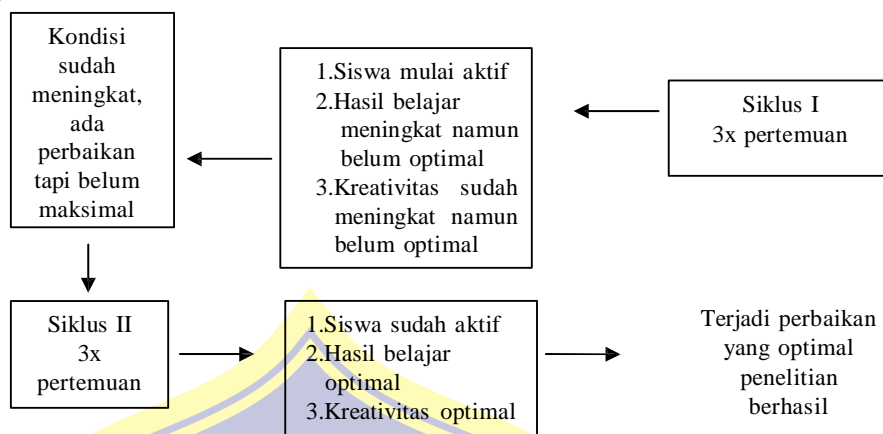 Kondisi
sudah
meningkat,
ada
perbaikan
tapi belum
maksimal
1.Siswa mulai aktif
2.Hasil belajar
meningkat namun
belum optimal
3.Kreativitas sudah
meningkat namun
belum optimal
Siklus I
3x pertemuan
Siklus II
3x
pertemuan
1.Siswa sudah aktif
2.Hasil belajar
optimal
3.Kreativitas optimal
Terjadi perbaikan
yang optimal
penelitian
berhasil